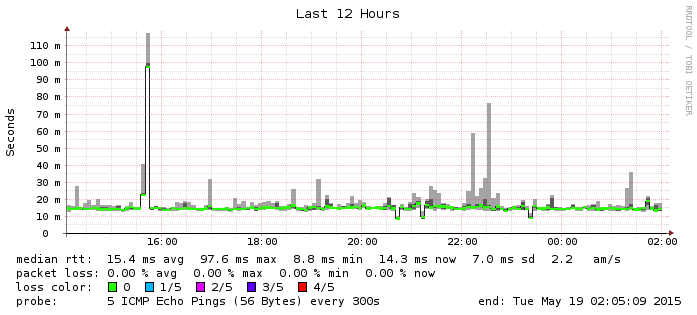 Last 12 Hours
RRDTOOL / TOBI OETIKER
Seconds
110 m
100 m
90 m
80 m
70 m
60 m
50 m
40 m
30 m
20 m
10 m
0
16:00 18:00 20:00 22:00 00:00 02:00
median rtt: 15.4 ms avg 97.6 ms max 8.8 ms min 14.3 ms now 7.0 ms sd 2.2 am/s
packet loss: 0.00 % avg 0.00 % max 0.00 % min 0.00 % now
loss color: 0 1/5 2/5 3/5 4/5
probe: 5 ICMP Echo Pings (56 Bytes) every 300s end: Tue May 19 02:05:09 2015